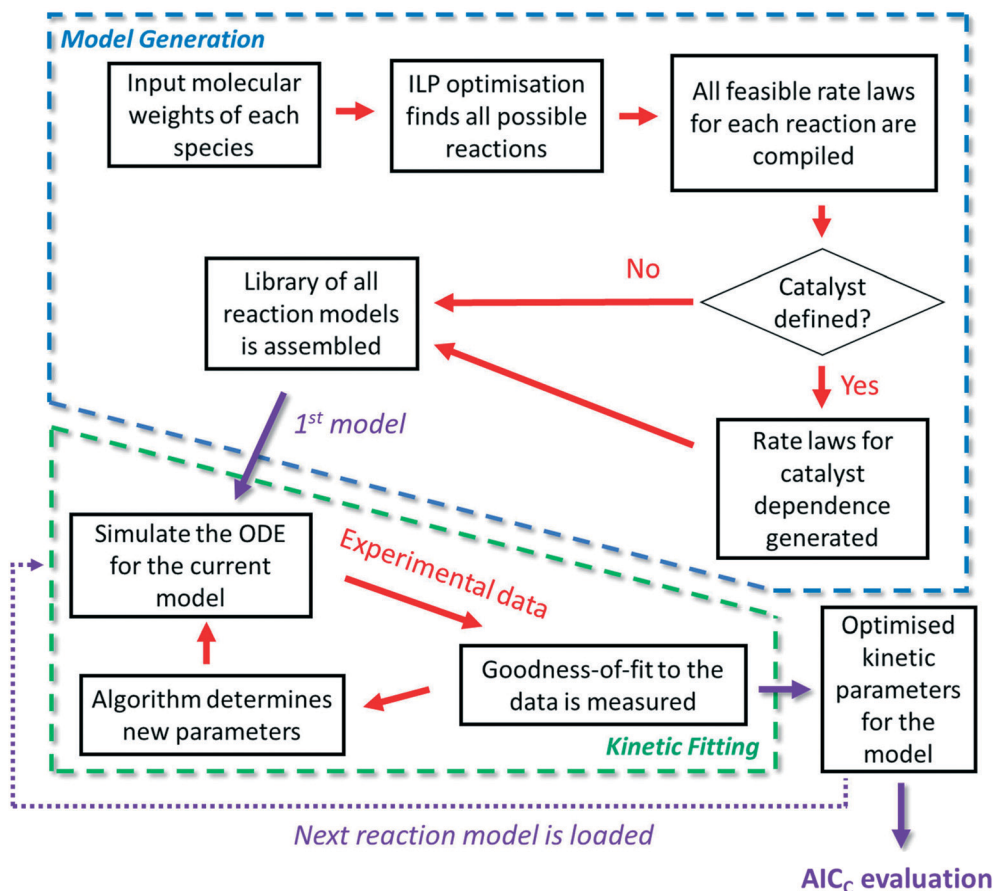 Model Generation
Input molecular
weights of each
species
ILP optimisation
finds all possible
reactions
All feasible rate laws
for each reaction are
compiled
Catalyst
defined?
No
Yes
Library of all
reaction models
is assembled
Rate laws for
catalyst
dependence
generated
1st model
Simulate the ODE
for the current
model
Experimental data
Goodness-of-fit to the
data is measured
Algorithm determines
new parameters
Kinetic Fitting
Optimised
kinetic
parameters
for the
model
Next reaction model is loaded
AICC evaluation